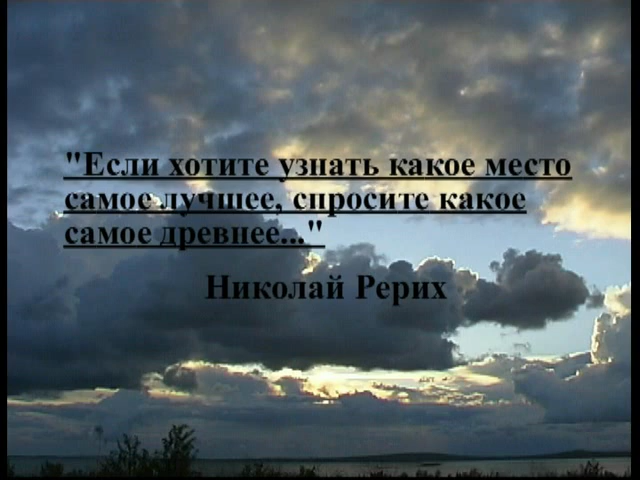 "Если хотите узнать какое место
самое лучшее, спросите какое
самое древнее..."
Николай Рерих